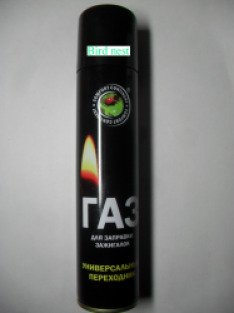 Bird nest
ГАЗ
ДЛЯ ЗАПРАВКИ
ЗАЖИГАЛОК
УНИВЕРСАЛЬНЫЙ
ПЕРЕХОДНИК